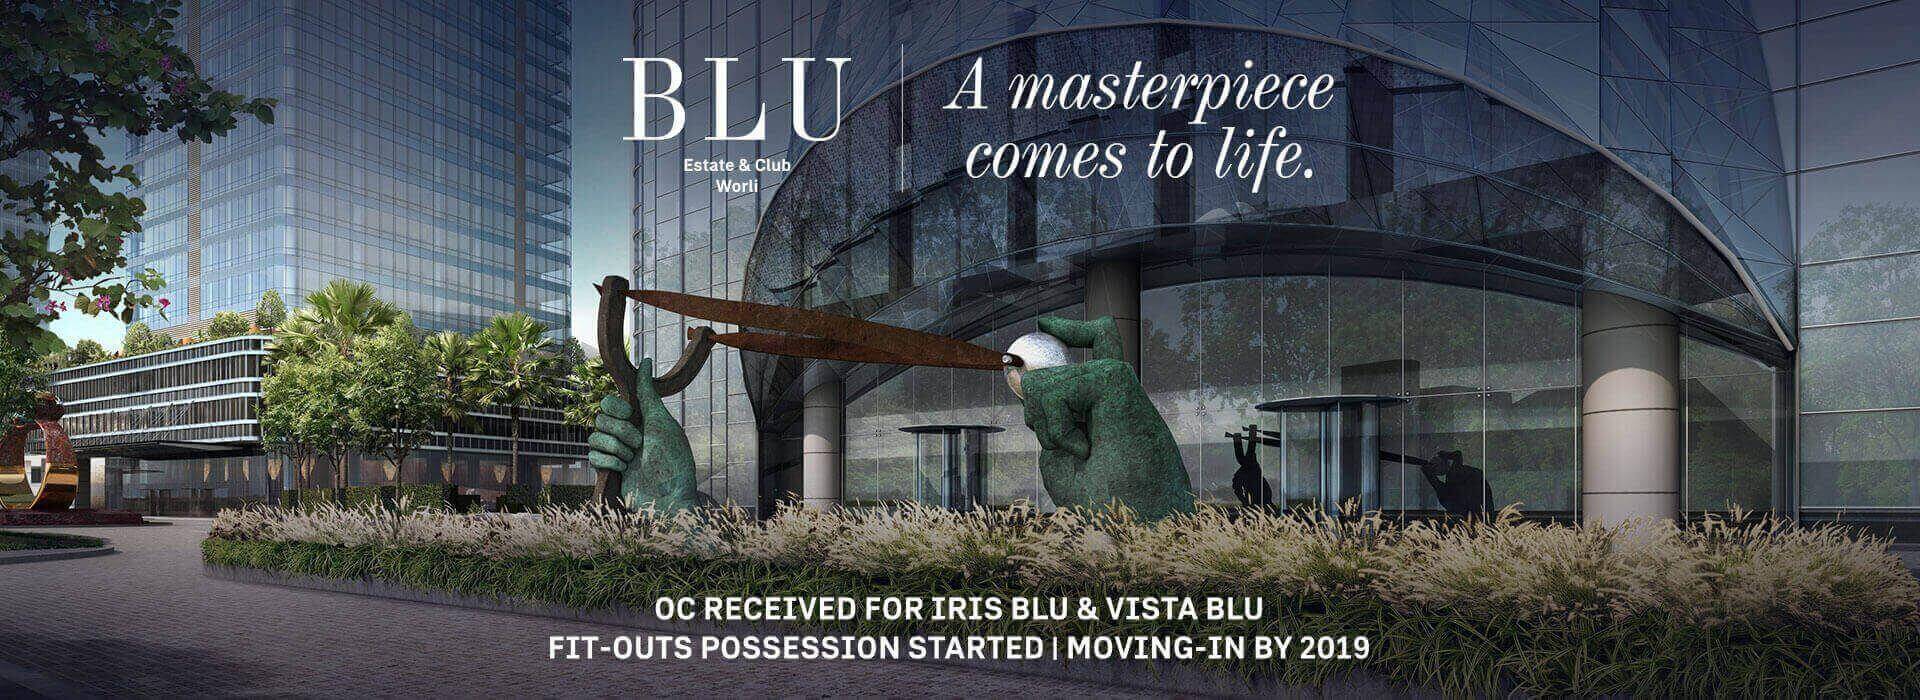 BLU
Estate & Club
Worli
A masterpiece
comes to life.
OC RECEIVED FOR IRIS BLU & VISTA BLU
FIT-OUTS POSSESSION STARTED | MOVING-IN BY 2019